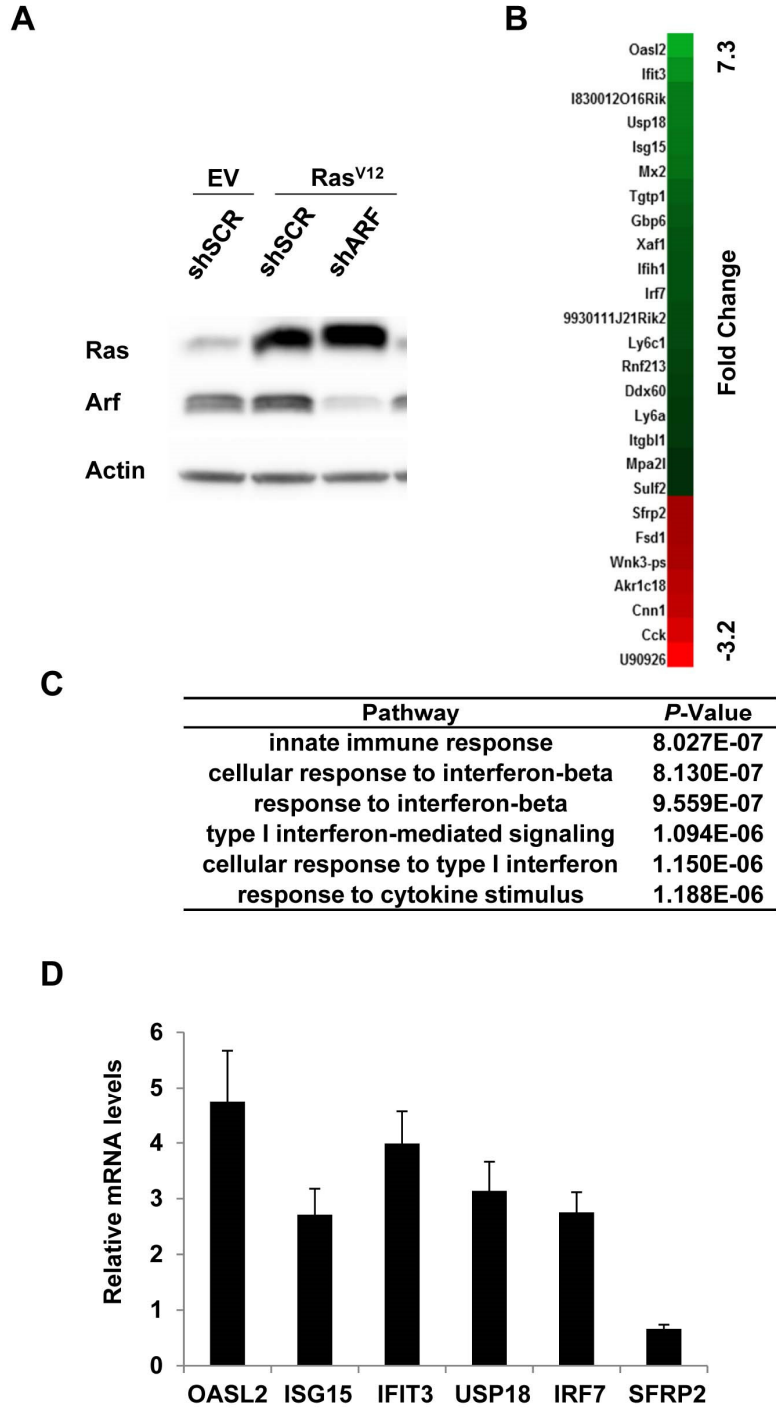 A
EV
Ras^V12
shSCR
shSCR
shARF
Ras
Arf
Actin
B
Oasl2
Ifit3
I830012O16Rik
Usp18
Isg15
Mx2
Tgtp1
Gbp6
Xaf1
Ifih1
Irf7
9930111J21Rik2
Ly6c1
Rnf213
Ddx60
Ly6a
Itgbl1
Mpa2l
Sulf2
Sfrp2
Fsd1
Wnk3-ps
Akr1c18
Cnn1
Cck
U90926
7.3
Fold Change
-3.2
C
Pathway P-Value
innate immune response 8.027E-07
cellular response to interferon-beta 8.130E-07
response to interferon-beta 9.559E-07
type I interferon-mediated signaling 1.094E-06
cellular response to type I interferon 1.150E-06
response to cytokine stimulus 1.188E-06
D
Relative mRNA levels
6
5
4
3
2
1
0
OASL2 ISG15 IFIT3 USP18 IRF7 SFRP2